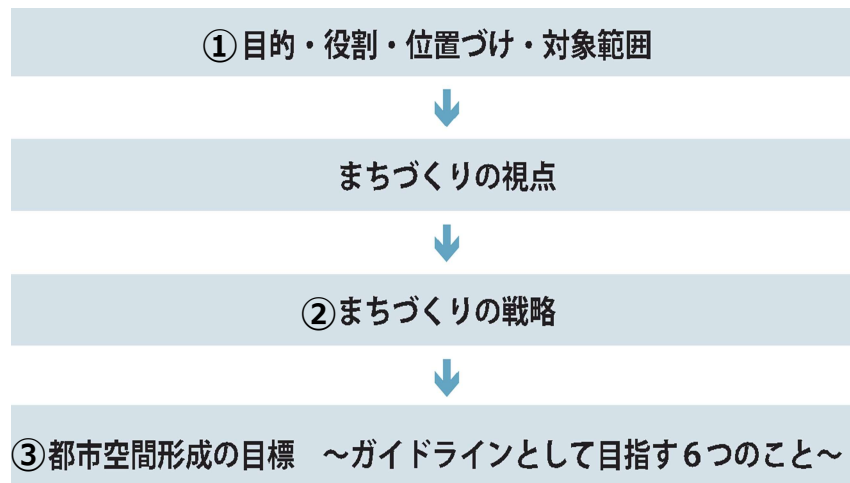 ①目的・役割・位置づけ・対象範囲
まちづくりの視点
②まちづくりの戦略
③都市空間形成の目標　～ガイドラインとして目指す６つのこと～